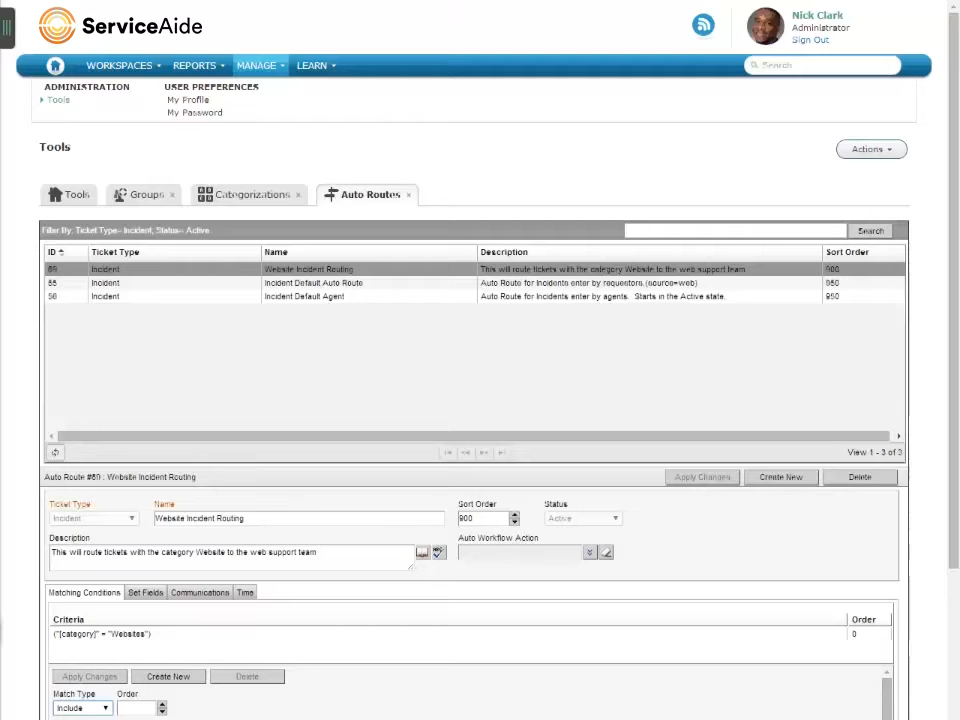 ServiceAide
Nick Clark
Administrator
Sign Out
WORKSPACES REPORTS MANAGE LEARN Search
ADMINISTRATION USER PREFERENCES
Tools My Profile
My Password
Tools Actions
Tools Groups × Categorizations × Auto Routes ×
Filter By: Ticket Type= Incident; Status= Active Search
ID Ticket Type Name Description Sort Order
89 Incident Website Incident Routing This will route tickets with the category Website to the web support team 900
55 Incident Incident Default Auto Route Auto Route for Incidents enter by requestors.(source=web) 950
56 Incident Incident Default Agent Auto Route for Incidents enter by agents. Starts in the Active state. 950
View 1 - 3 of 3
Auto Route #89 : Website Incident Routing Apply Changes Create New Delete
Ticket Type Name Sort Order Status
Incident Website Incident Routing 900 Active
Description Auto Workflow Action
This will route tickets with the category Website to the web support team
Matching Conditions Set Fields Communications Time
Criteria Order
("[category]" = "Websites") 0
Apply Changes Create New Delete
Match Type Order
Include